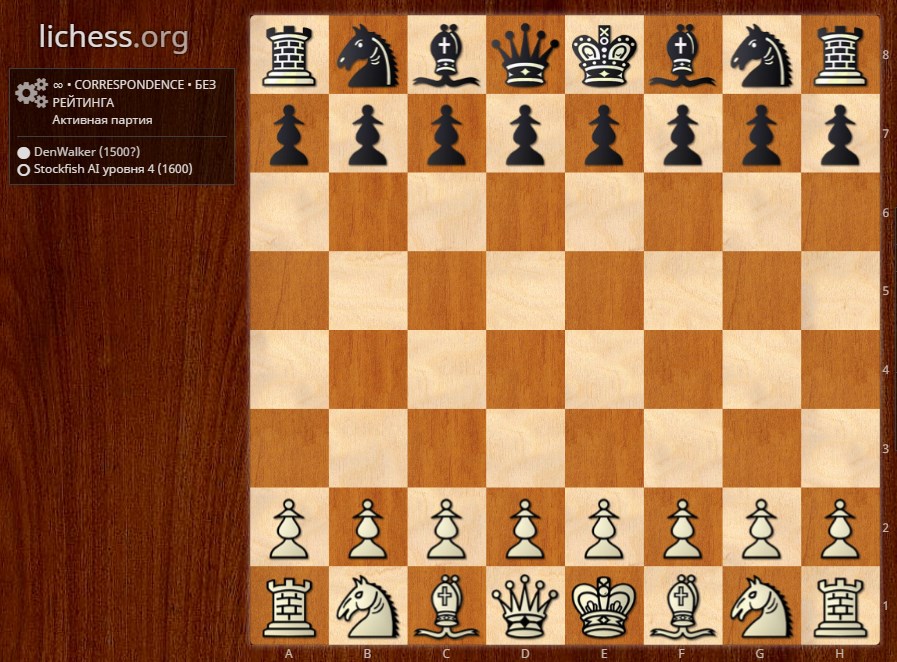 lichess.org
∞ • CORRESPONDENCE • БЕЗ
РЕЙТИНГА
Активная партия
DenWalker (1500?)
Stockfish AI уровня 4 (1600)
8
7
6
5
4
3
2
1
A B C D E F G H